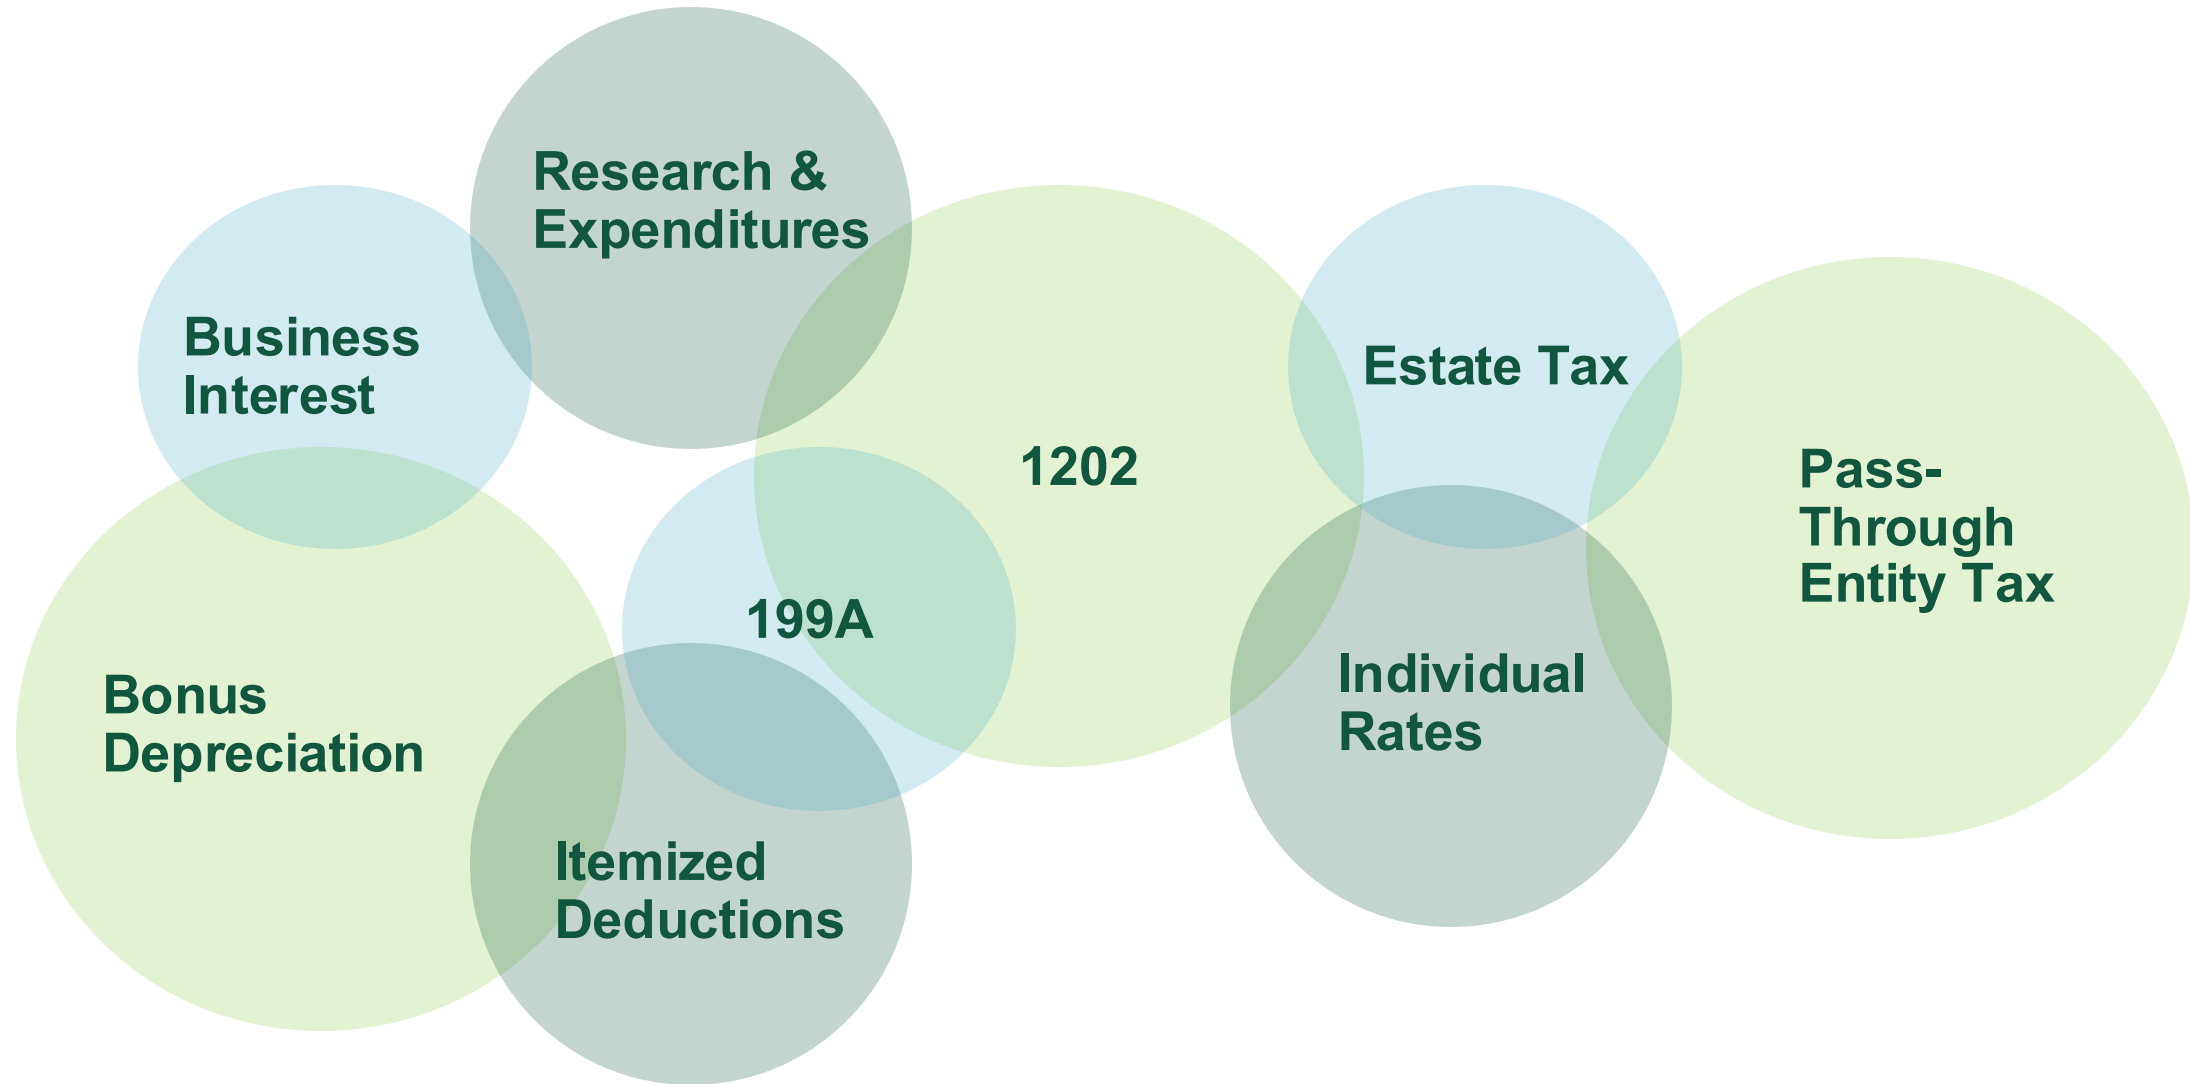 Research &
Expenditures
Business
Interest
Estate Tax
1202
Pass-
Through
Entity Tax
199A
Individual
Rates
Bonus
Depreciation
Itemized
Deductions